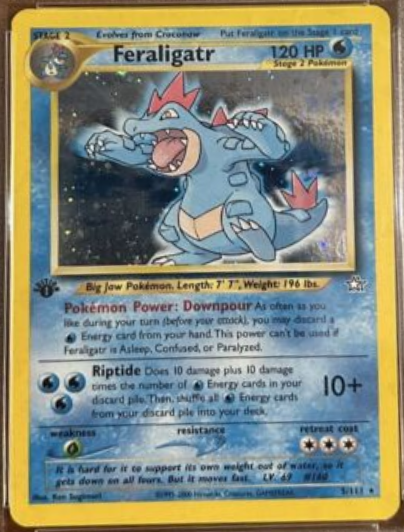 STAGE 2 Evolves from Croconaw Put Feraligatr on the Stage 1 card
Feraligatr 120 HP
Stage 2 Pokémon
Big Jaw Pokémon. Length: 7' 7", Weight: 196 lbs.
Pokémon Power: Downpour As often as you
like during your turn (before your attack), you may discard a
Energy card from your hand. This power can't be used if
Feraligatr is Asleep, Confused, or Paralyzed.
Riptide Does 10 damage plus 10 damage
times the number of Energy cards in your
discard pile. Then, shuffle all Energy cards
from your discard pile into your deck.
10+
weakness resistance retreat cost
It is hard for it to support its own weight out of water, so it
gets down on all fours. But it moves fast. LV. 69 #160
Illus. Ken Sugimori ©1995, 2000 Nintendo, Creatures, GAMEFREAK. 5/111